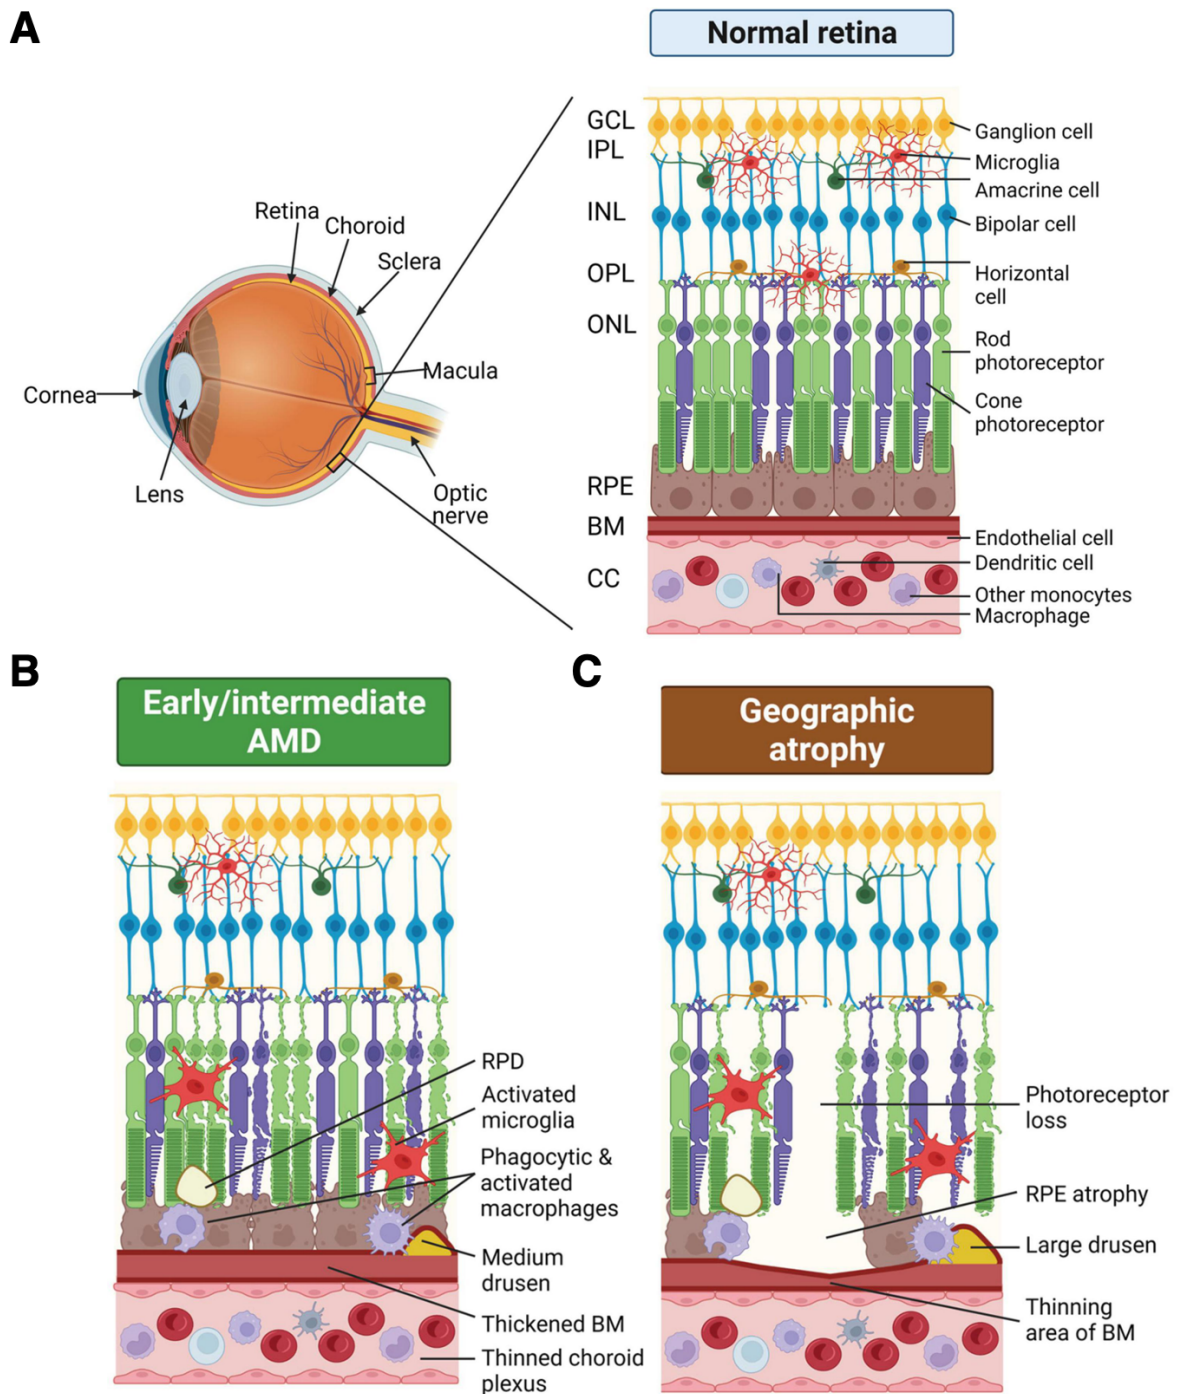 A
Normal retina
GCL
IPL
INL
OPL
ONL
RPE
BM
CC
Ganglion cell
Microglia
Amacrine cell
Bipolar cell
Horizontal
cell
Rod
photoreceptor
Cone
photoreceptor
Endothelial cell
Dendritic cell
Other monocytes
Macrophage
Retina
Choroid
Sclera
Macula
Cornea
Lens
Optic
nerve
B
Early/intermediate
AMD
RPD
Activated
microglia
Phagocytic &
activated
macrophages
Medium
drusen
Thickened BM
Thinned choroid
plexus
C
Geographic
atrophy
Photoreceptor
loss
RPE atrophy
Large drusen
Thinning
area of BM